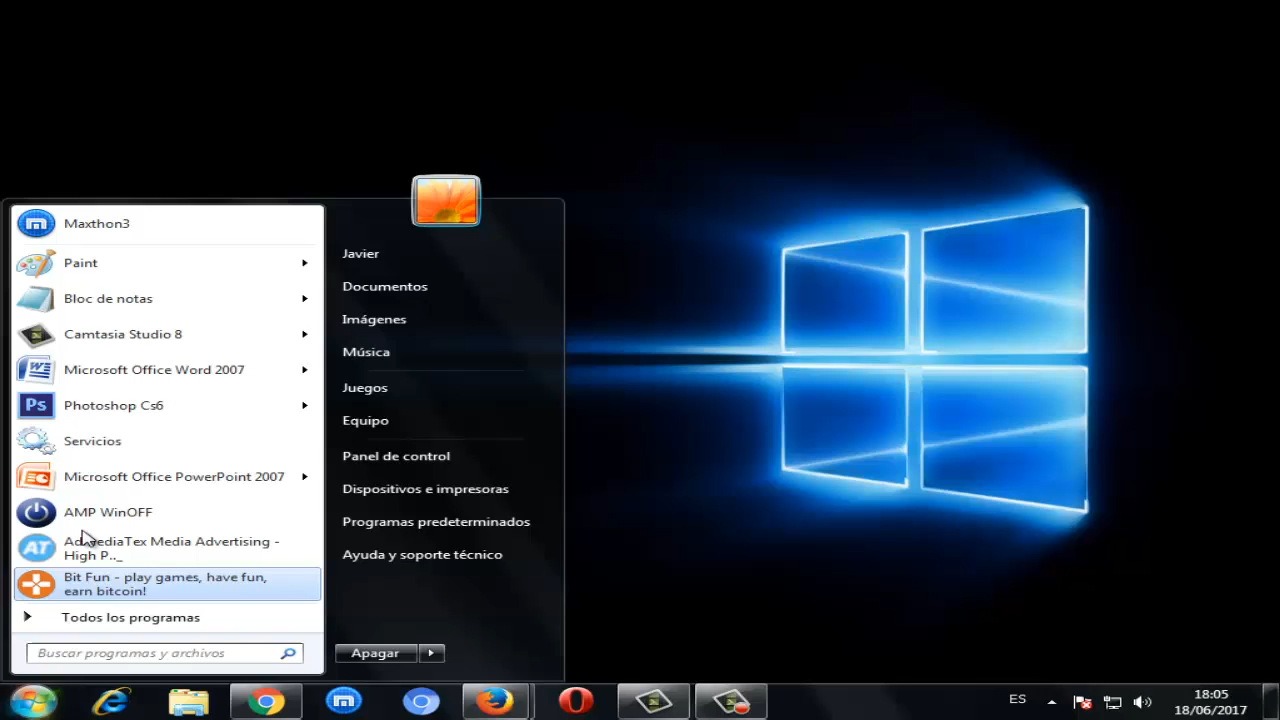 Maxthon3
Paint
Bloc de notas
Camtasia Studio 8
Microsoft Office Word 2007
Ps
Photoshop Cs6
Servicios
Microsoft Office PowerPoint 2007
AMP WinOFF
AT
Media Advertising -
High P.._
Bit Fun - play games, have fun,
earn bitcoin!
Todos los programas
Buscar programas y archivos
Javier
Documentos
Imágenes
Música
Juegos
Equipo
Panel de control
Dispositivos e impresoras
Programas predeterminados
Ayuda y soporte técnico
Apagar
ES
18:05
18/06/2017